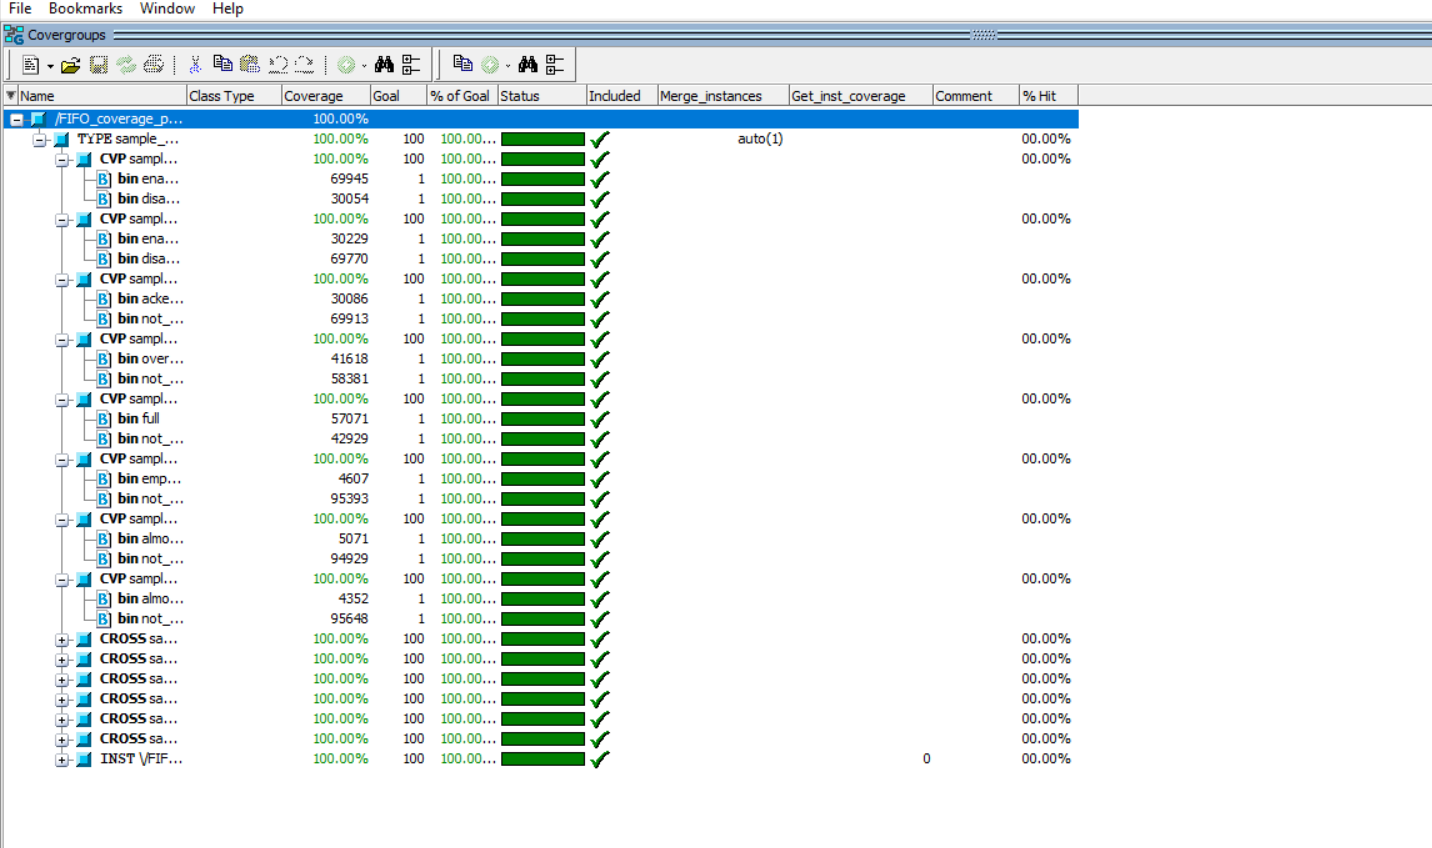 File Bookmarks Window Help
Covergroups
Name Class Type Coverage Goal % of Goal Status Included Merge_instances Get_inst_coverage Comment % Hit
/FIFO_coverage_p... 100.00%
TYPE sample_... 100.00% 100 100.00... auto(1) 00.00%
CVP sampl... 100.00% 100 100.00... 00.00%
B] bin ena... 69945 1 100.00...
B] bin disa... 30054 1 100.00...
CVP sampl... 100.00% 100 100.00... 00.00%
B] bin ena... 30229 1 100.00...
B] bin disa... 69770 1 100.00...
CVP sampl... 100.00% 100 100.00... 00.00%
B] bin acke... 30086 1 100.00...
B] bin not_... 69913 1 100.00...
CVP sampl... 100.00% 100 100.00... 00.00%
B] bin over... 41618 1 100.00...
B] bin not_... 58381 1 100.00...
CVP sampl... 100.00% 100 100.00... 00.00%
B] bin full 57071 1 100.00...
B] bin not_... 42929 1 100.00...
CVP sampl... 100.00% 100 100.00... 00.00%
B] bin emp... 4607 1 100.00...
B] bin not_... 95393 1 100.00...
CVP sampl... 100.00% 100 100.00... 00.00%
B] bin almo... 5071 1 100.00...
B] bin not_... 94929 1 100.00...
CVP sampl... 100.00% 100 100.00... 00.00%
B] bin almo... 4352 1 100.00...
B] bin not_... 95648 1 100.00...
CROSS sa... 100.00% 100 100.00... 00.00%
CROSS sa... 100.00% 100 100.00... 00.00%
CROSS sa... 100.00% 100 100.00... 00.00%
CROSS sa... 100.00% 100 100.00... 00.00%
CROSS sa... 100.00% 100 100.00... 00.00%
CROSS sa... 100.00% 100 100.00... 00.00%
INST \/FIF... 100.00% 100 100.00... 0 00.00%